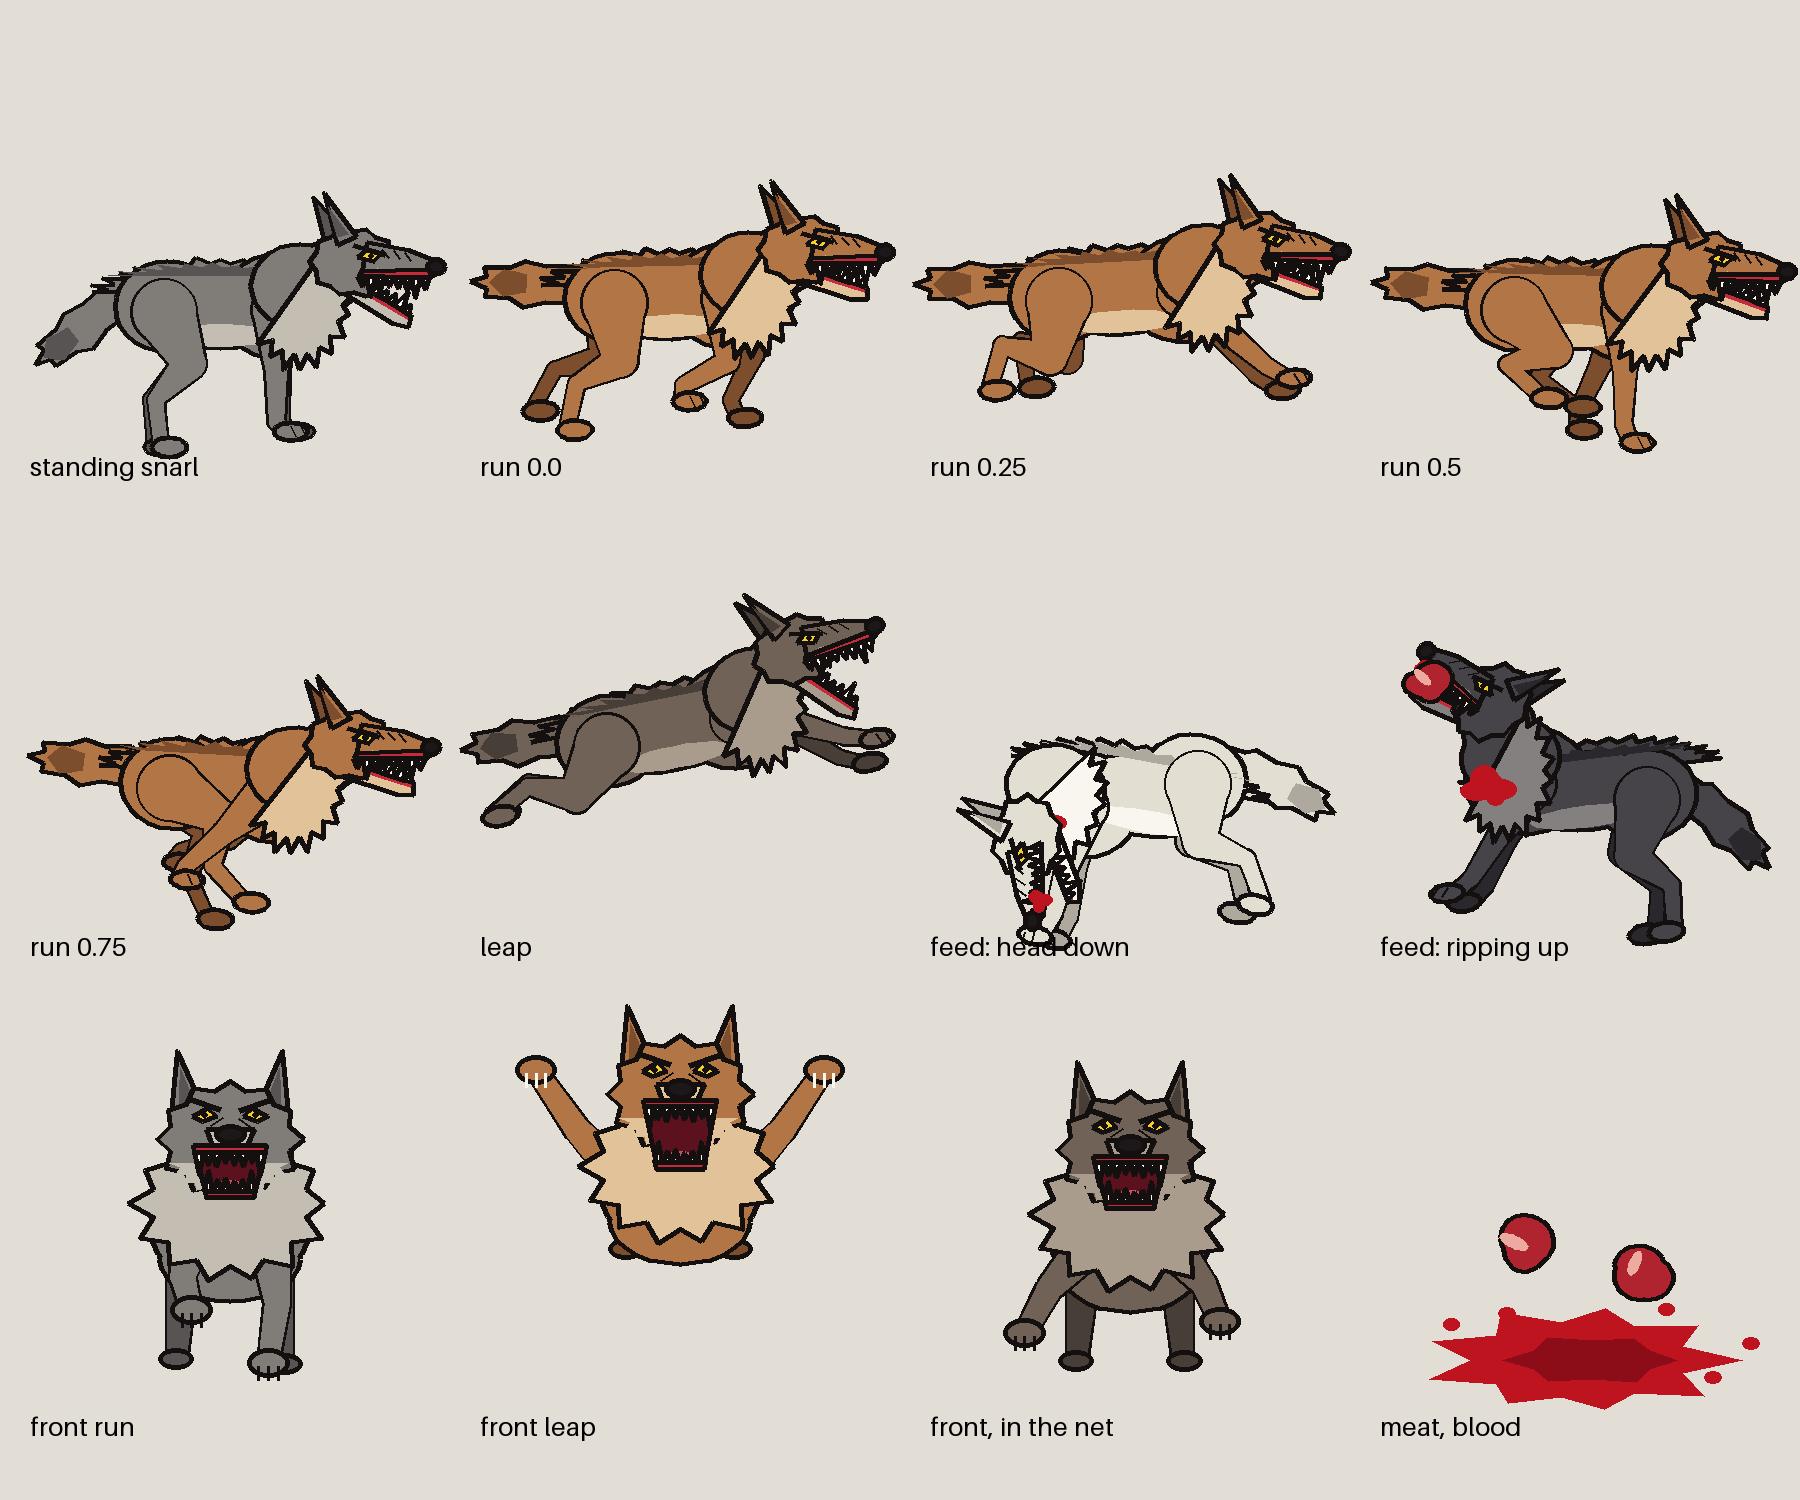 standing snarl
run 0.0
run 0.25
run 0.5
run 0.75
leap
feed: head down
feed: ripping up
front run
front leap
front, in the net
meat, blood